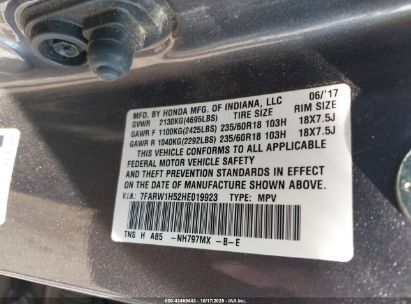 MFD. BY HONDA MFG. OF INDIANA, LLC 06/'17
GVWR 2130KG(4695LBS) TIRE SIZE RIM SIZE
GAWR F 1100KG(2425LBS) 235/60R18 103H 18X7.5J
GAWR R 1040KG(2292LBS) 235/60R18 103H 18X7.5J
THIS VEHICLE CONFORMS TO ALL APPLICABLE
FEDERAL MOTOR VEHICLE SAFETY
AND THEFT PREVENTION STANDARDS IN EFFECT
ON THE DATE OF MANUFACTURE SHOWN ABOVE.
V.I.N.: 7FARW1H52HE019923 TYPE: MPV
TN8 H A85 -NH797MX -B-E